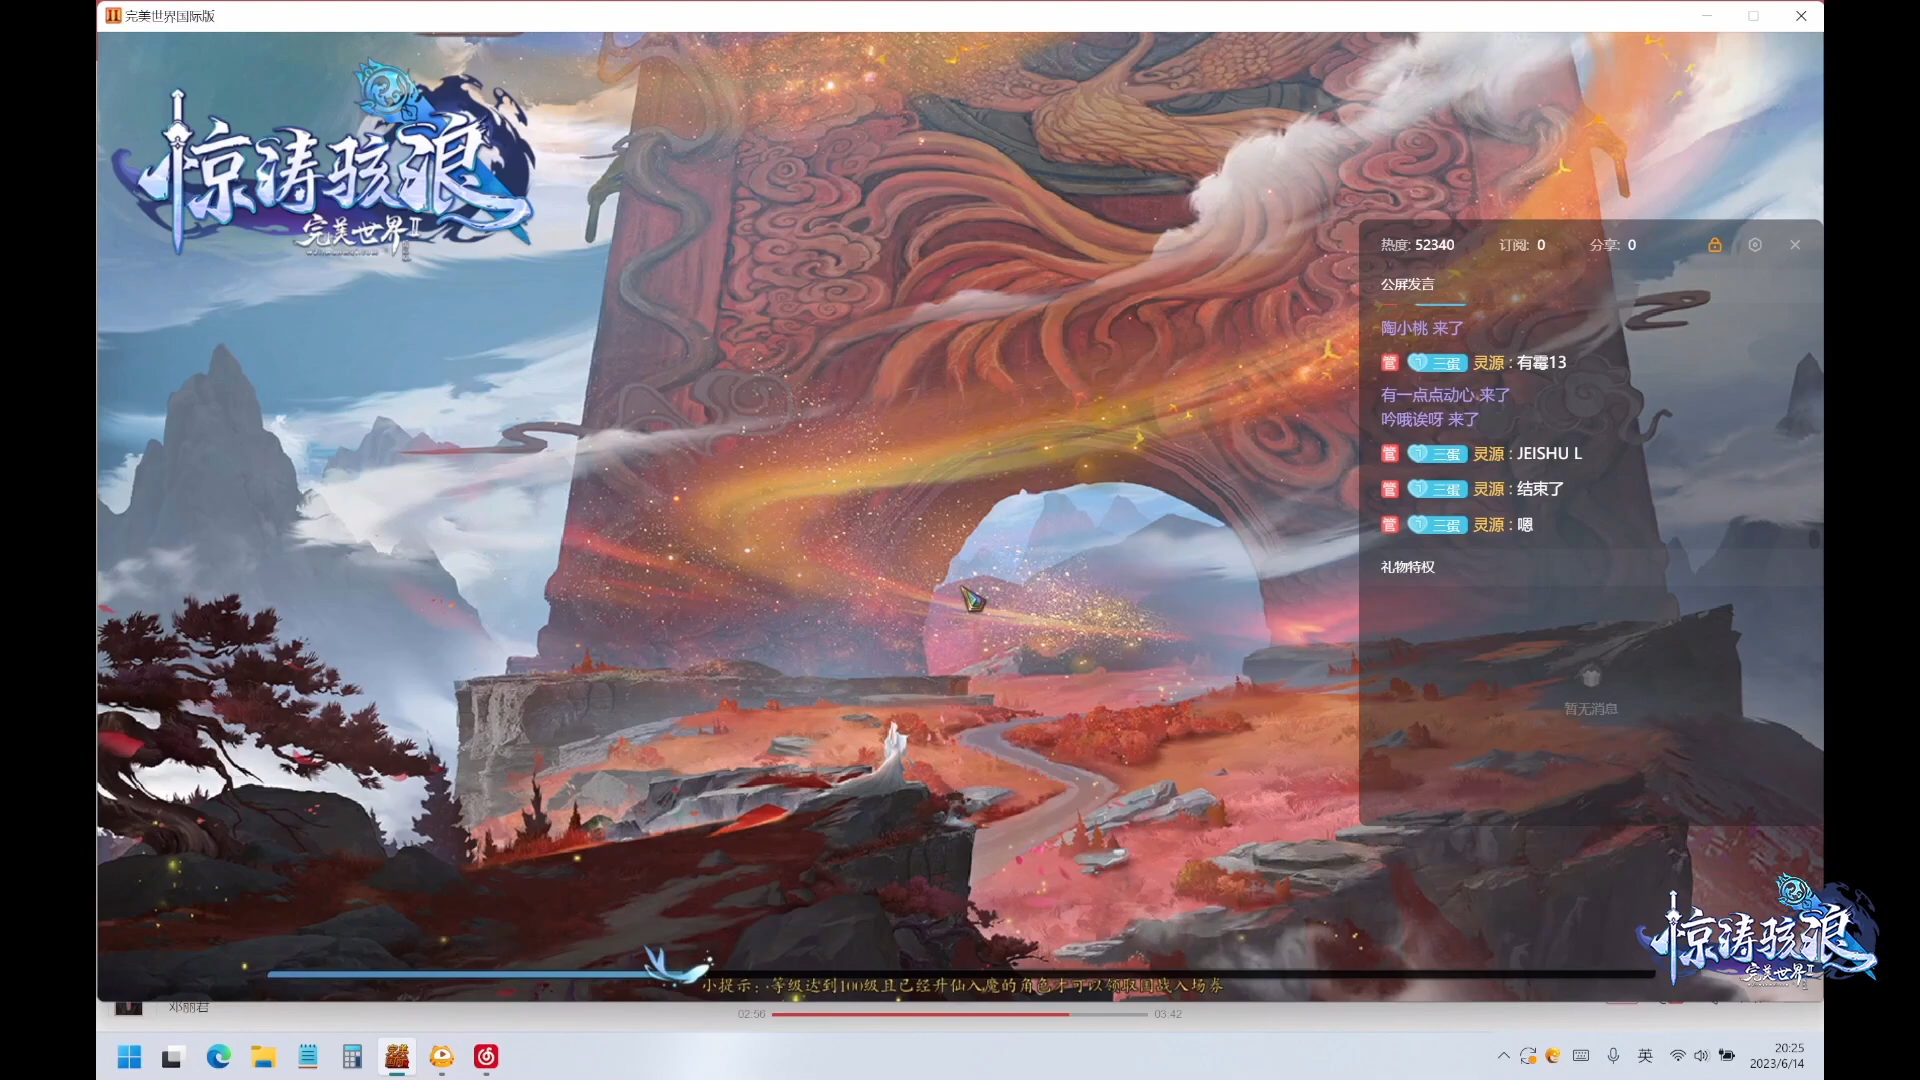 完美世界国际版
惊涛骇浪
完美世界II
热度: 52340 订阅: 0 分享: 0
公屏发言
陶小桃 来了
管 三蛋 灵源 : 有霉13
有一点点动心 来了
吟哦诶呀 来了
管 三蛋 灵源 : JEISHU L
管 三蛋 灵源 : 结束了
管 三蛋 灵源 : 嗯
礼物特权
暂无消息
惊涛骇浪
完美世界II
小提示: 等级达到100级且已经升仙入魔的角色才可以领取国战入场券
邓丽君
02:56 03:42
英
20:25
2023/6/14